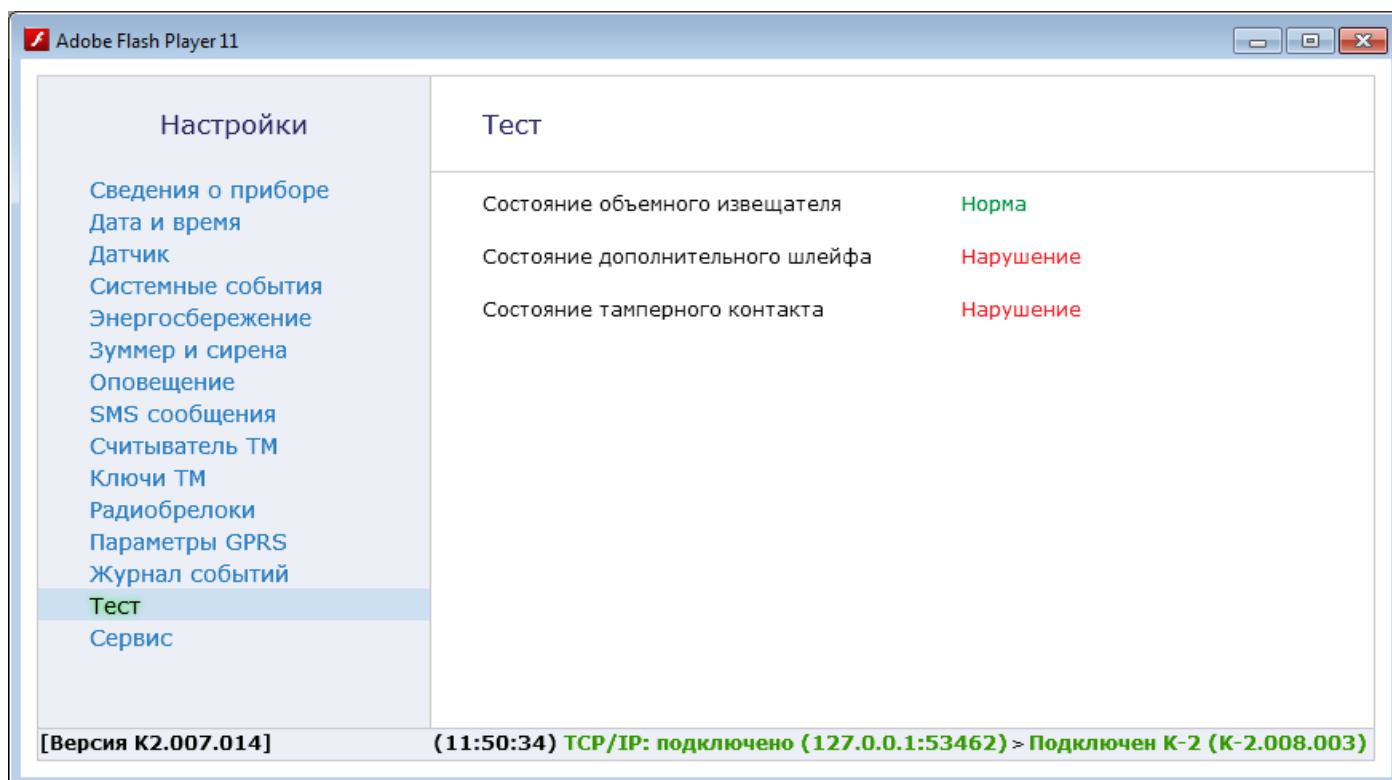 Adobe Flash Player 11
Настройки
Сведения о приборе
Дата и время
Датчик
Системные события
Энергосбережение
Зуммер и сирена
Оповещение
SMS сообщения
Считыватель ТМ
Ключи ТМ
Радиобрелоки
Параметры GPRS
Журнал событий
Тест
Сервис
Тест
Состояние объемного извещателя Норма
Состояние дополнительного шлейфа Нарушение
Состояние тамперного контакта Нарушение
[Версия К2.007.014] (11:50:34) TCP/IP: подключено (127.0.0.1:53462) > Подключен К-2 (К-2.008.003)